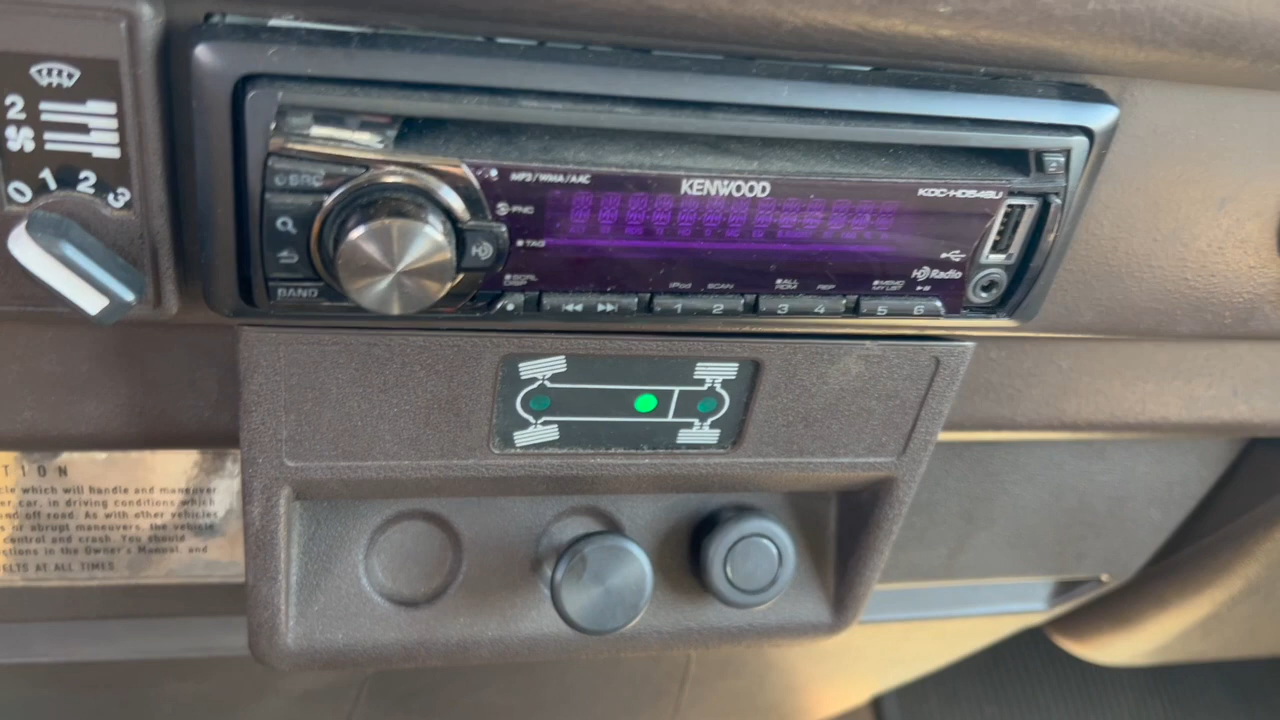 2
0 1 2 3
SRC
BAND
MP3/WMA/AAC
KENWOOD
KDC-HD548U
FNC
TAG
SCRL
DISP
HD Radio
iPod SCAN
ALL
RDM REP
MEMO
MY LIST
1 2 3 4 5 6
TION
cle which will handle and maneuver
er car, in driving conditions which
and off road. As with other vehicles
s or abrupt maneuvers, the vehicle
control and crash. You should
ctions in the Owner's Manual, and
ELTS AT ALL TIMES